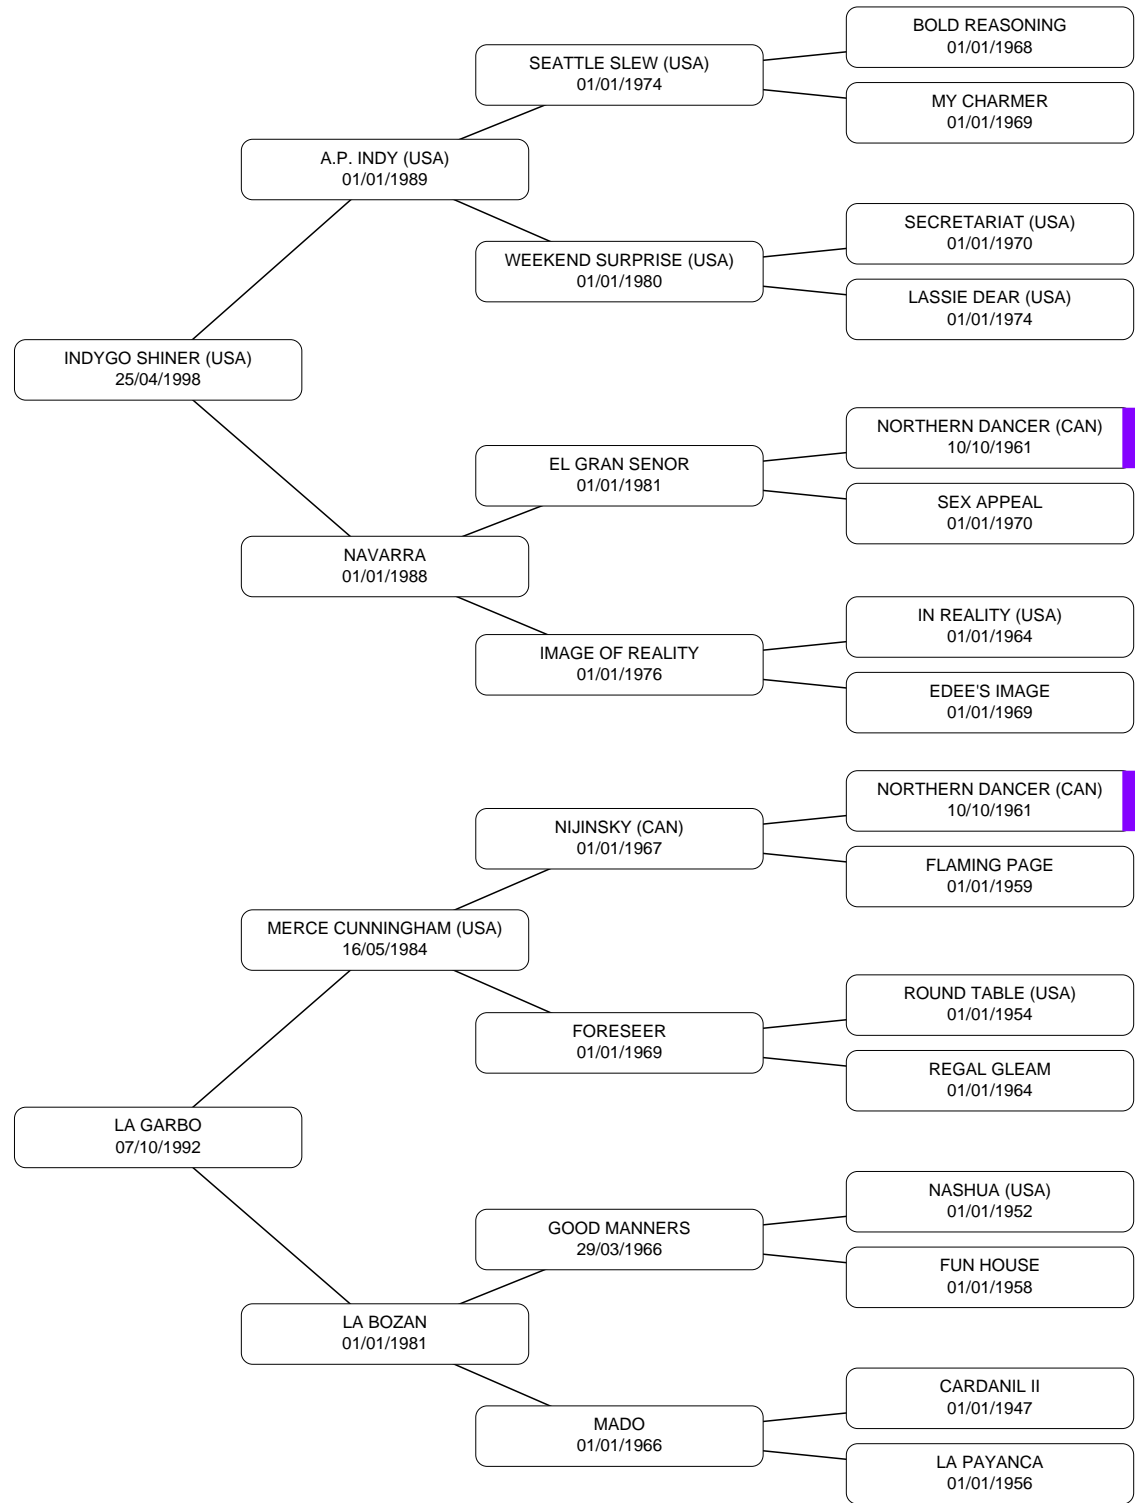 BOLD REASONING
01/01/1968
SEATTLE SLEW (USA)
01/01/1974
MY CHARMER
01/01/1969
A.P. INDY (USA)
01/01/1989
SECRETARIAT (USA)
01/01/1970
WEEKEND SURPRISE (USA)
01/01/1980
LASSIE DEAR (USA)
01/01/1974
INDYGO SHINER (USA)
25/04/1998
NORTHERN DANCER (CAN)
10/10/1961
EL GRAN SENOR
01/01/1981
SEX APPEAL
01/01/1970
NAVARRA
01/01/1988
IN REALITY (USA)
01/01/1964
IMAGE OF REALITY
01/01/1976
EDEE'S IMAGE
01/01/1969
NORTHERN DANCER (CAN)
10/10/1961
NIJINSKY (CAN)
01/01/1967
FLAMING PAGE
01/01/1959
MERCE CUNNINGHAM (USA)
16/05/1984
ROUND TABLE (USA)
01/01/1954
FORESEER
01/01/1969
REGAL GLEAM
01/01/1964
LA GARBO
07/10/1992
NASHUA (USA)
01/01/1952
GOOD MANNERS
29/03/1966
FUN HOUSE
01/01/1958
LA BOZAN
01/01/1981
CARDANIL II
01/01/1947
MADO
01/01/1966
LA PAYANCA
01/01/1956